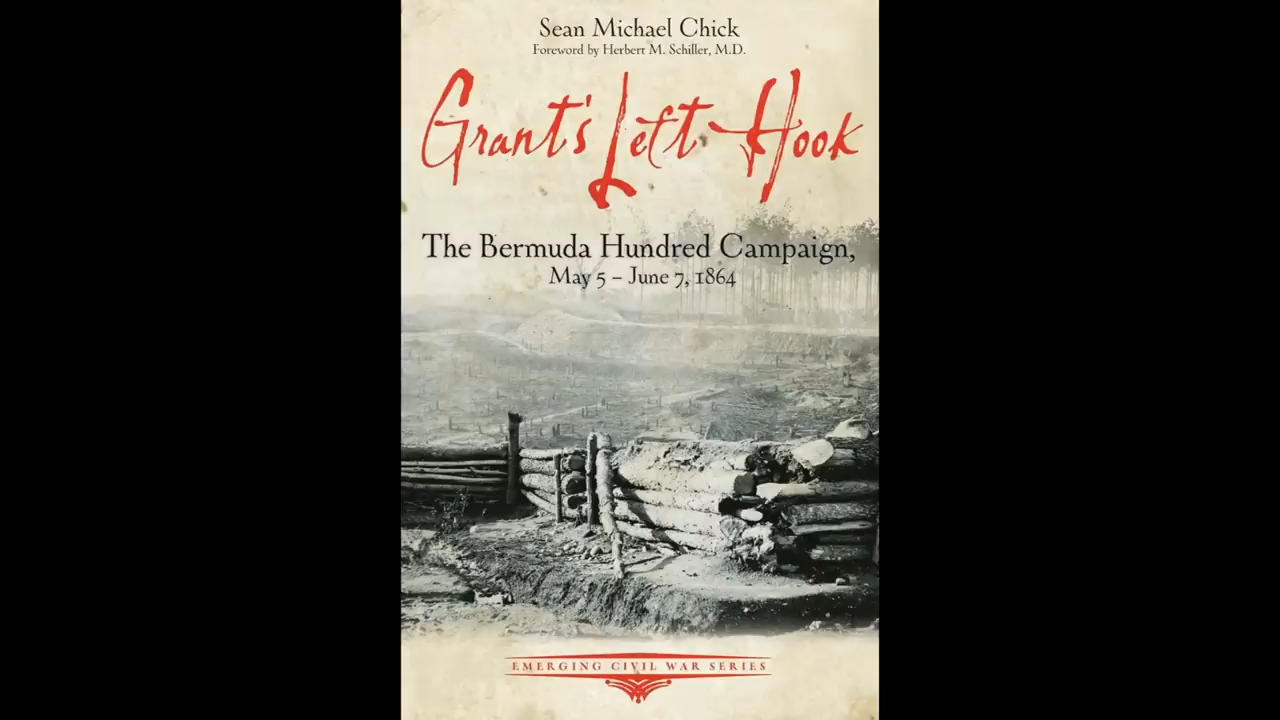 Sean Michael Chick
Foreword by Herbert M. Schiller, M.D.
Grant's Left Hook
The Bermuda Hundred Campaign,
May 5 – June 7, 1864
EMERGING CIVIL WAR SERIES